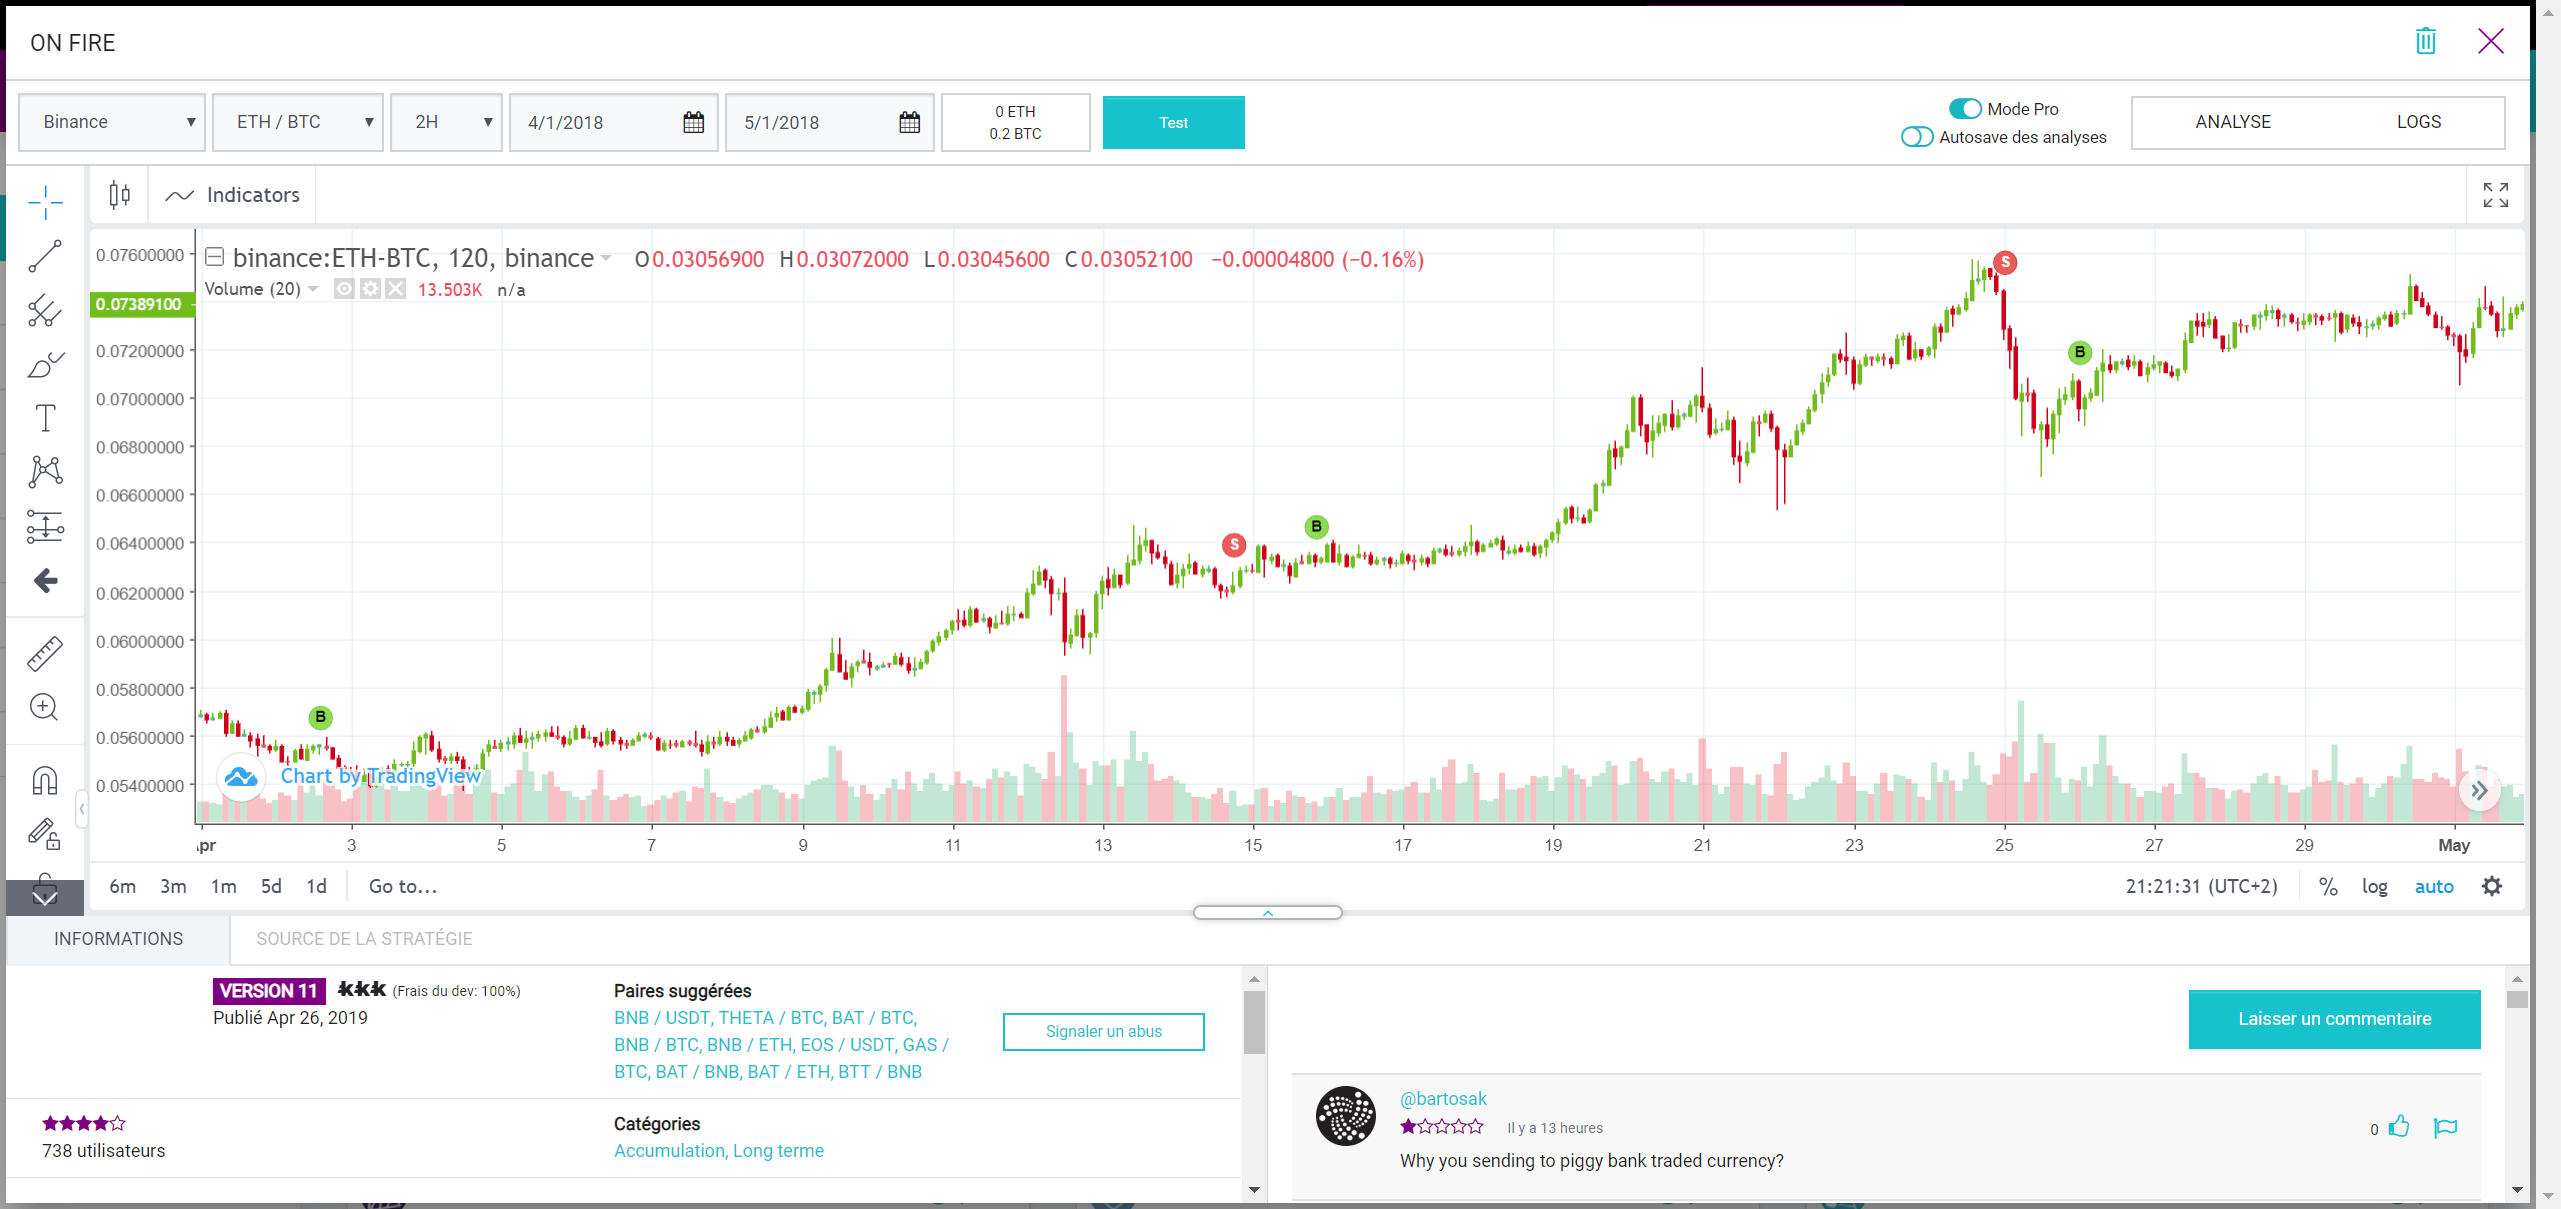 ON FIRE
Binance
ETH / BTC
2H
4/1/2018
5/1/2018
0 ETH
0.2 BTC
Test
Mode Pro
Autosave des analyses
ANALYSE
LOGS
Indicators
binance:ETH-BTC, 120, binance
O0.03056900 H0.03072000 L0.03045600 C0.03052100 −0.00004800 (−0.16%)
Volume (20) 13.503K n/a
0.07600000
0.07389100
0.07200000
0.07000000
0.06800000
0.06600000
0.06400000
0.06200000
0.06000000
0.05800000
0.05600000
0.05400000
B
S
B
S
B
Chart by TradingView
Apr 3 5 7 9 11 13 15 17 19 21 23 25 27 29 May
6m 3m 1m 5d 1d Go to...
21:21:31 (UTC+2) % log auto
INFORMATIONS
SOURCE DE LA STRATÉGIE
VERSION 11 kkk (Frais du dev: 100%)
Publié Apr 26, 2019
Paires suggérées
BNB / USDT, THETA / BTC, BAT / BTC,
BNB / BTC, BNB / ETH, EOS / USDT, GAS /
BTC, BAT / BNB, BAT / ETH, BTT / BNB
Signaler un abus
738 utilisateurs
Catégories
Accumulation, Long terme
Laisser un commentaire
@bartosak
Il y a 13 heures
0
Why you sending to piggy bank traded currency?